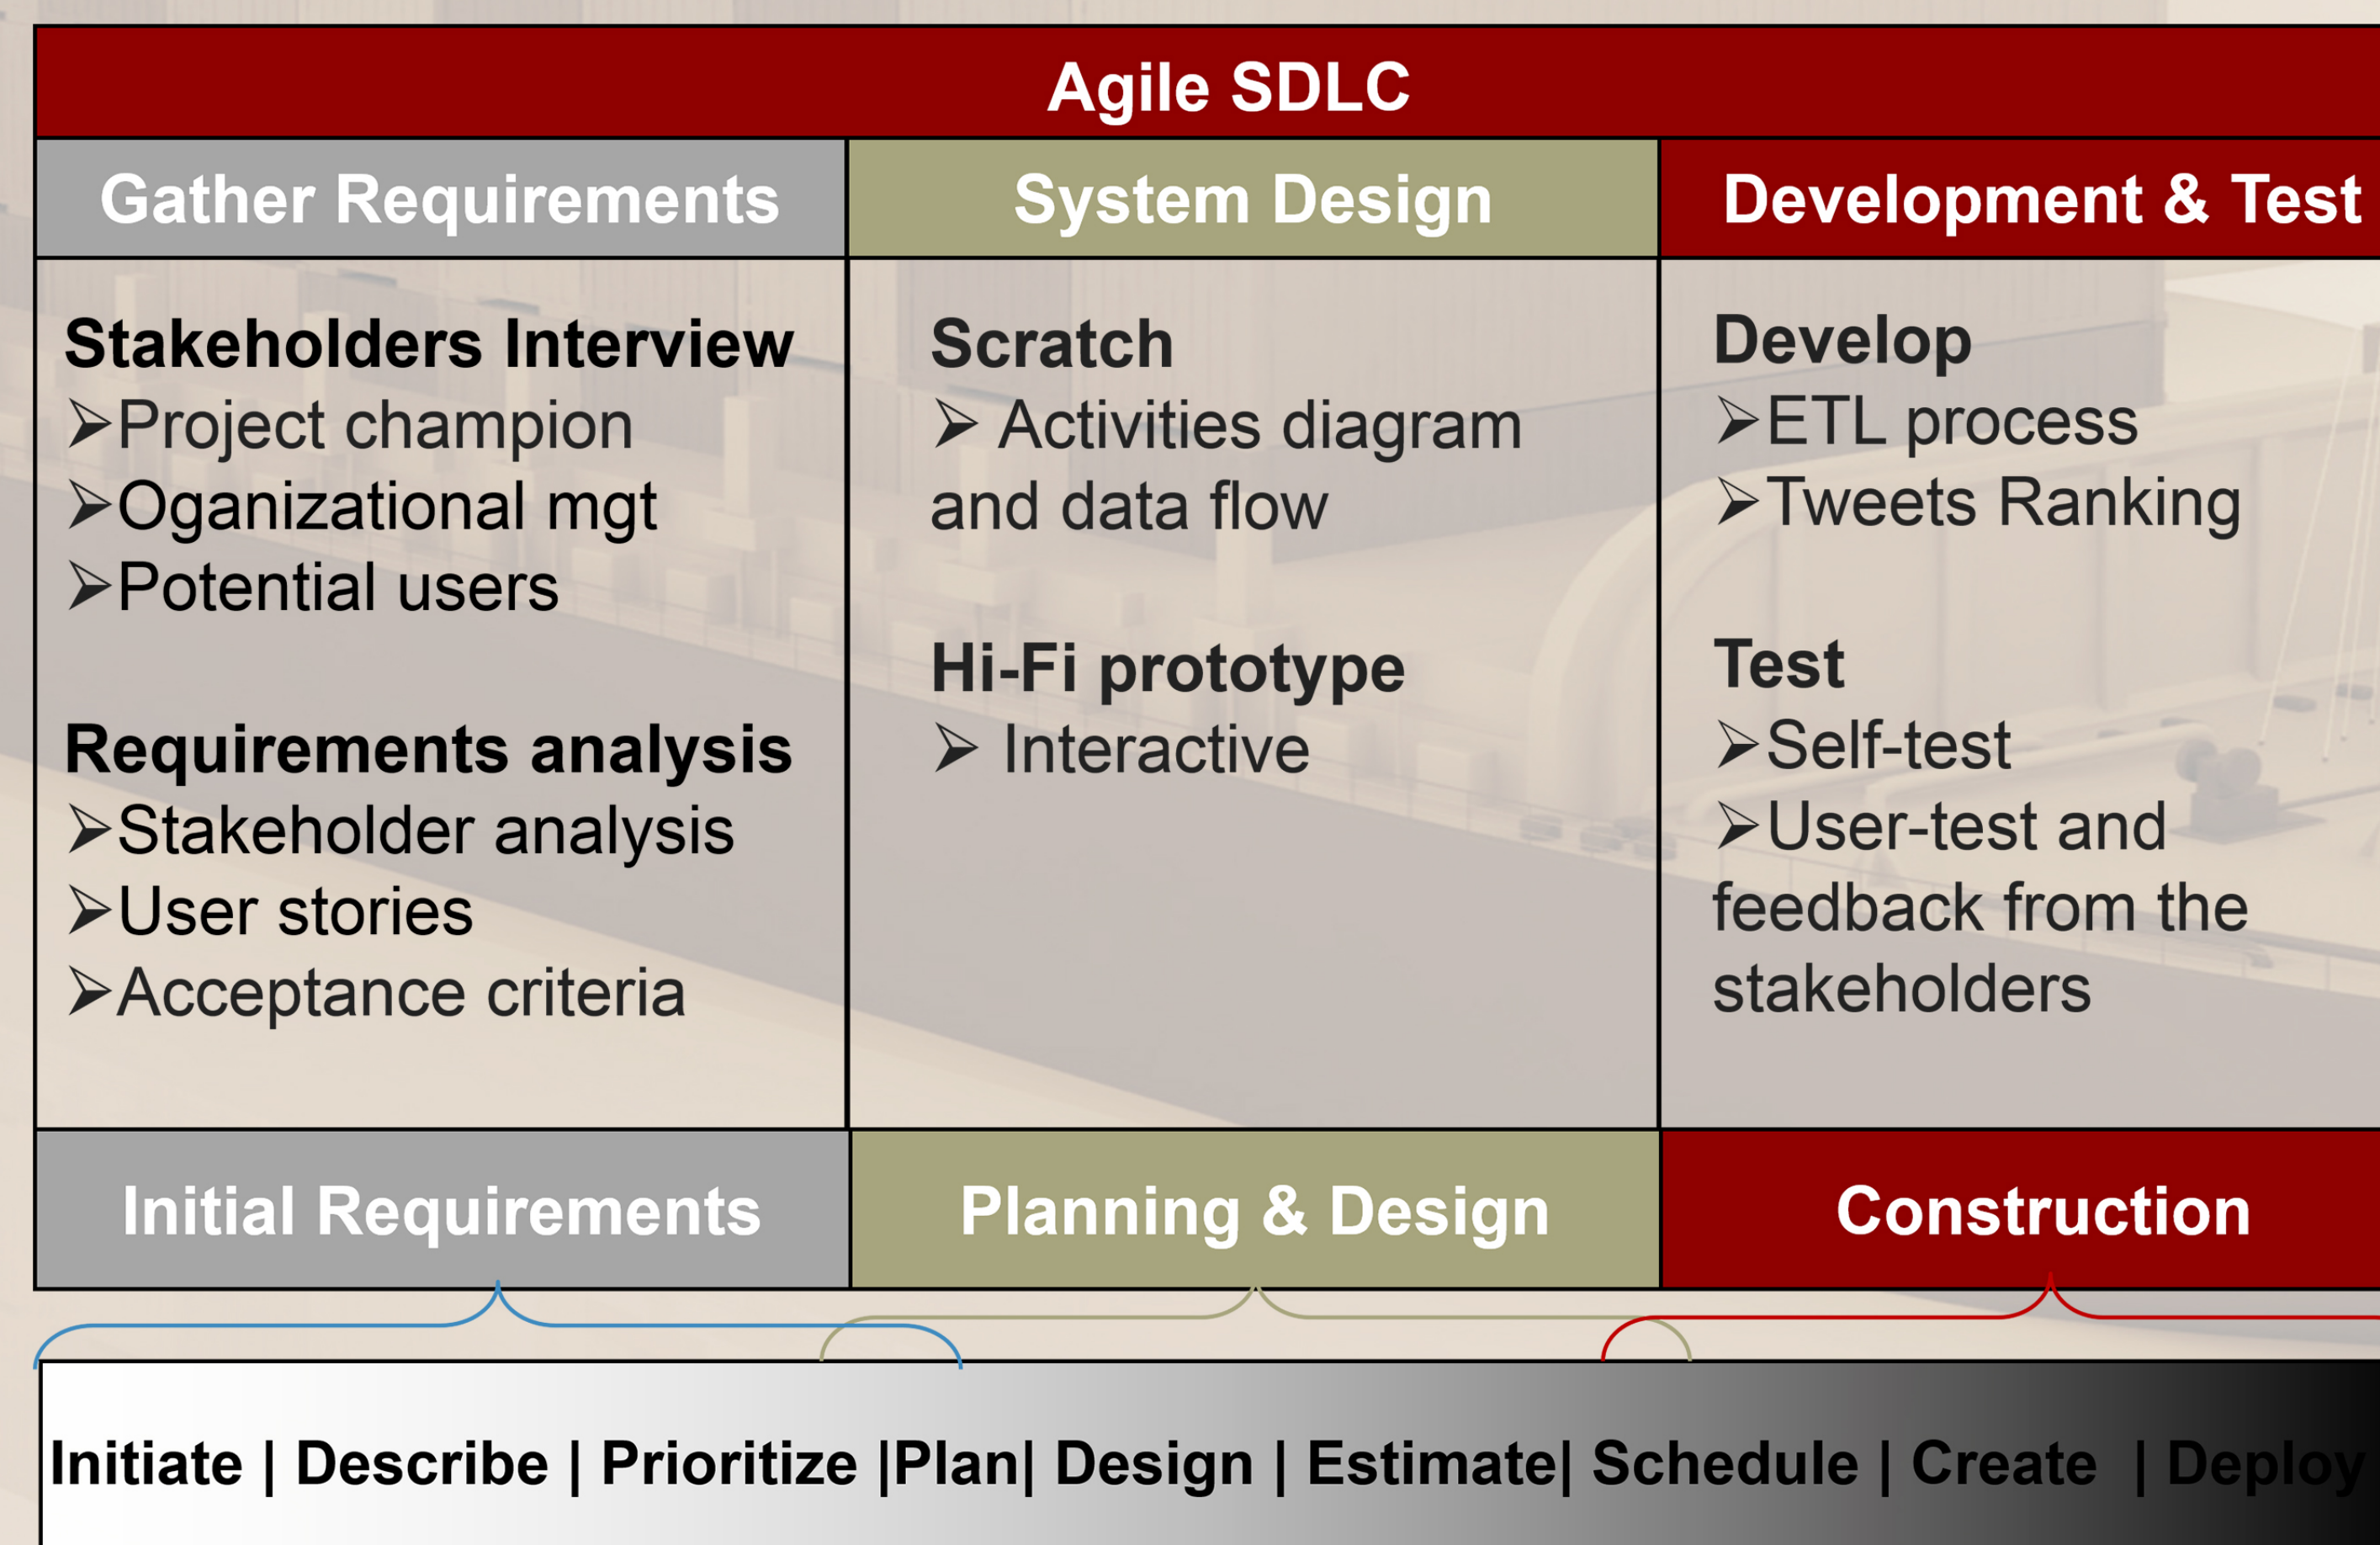 Agile SDLC
Gather Requirements
System Design
Development & Test
Stakeholders Interview
➢Project champion
➢Oganizational mgt
➢Potential users
Requirements analysis
➢Stakeholder analysis
➢User stories
➢Acceptance criteria
Scratch
➢ Activities diagram
and data flow
Hi-Fi prototype
➢ Interactive
Develop
➢ETL process
➢Tweets Ranking
Test
➢Self-test
➢User-test and
feedback from the
stakeholders
Initial Requirements
Planning & Design
Construction
Initiate | Describe | Prioritize |Plan| Design | Estimate| Schedule | Create | Deploy